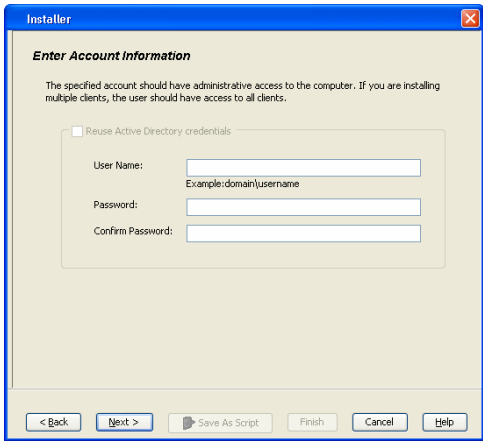 Installer
Enter Account Information
The specified account should have administrative access to the computer. If you are installing
multiple clients, the user should have access to all clients.
Reuse Active Directory credentials
User Name:
Example:domain\username
Password:
Confirm Password:
< Back
Next >
Save As Script
Finish
Cancel
Help